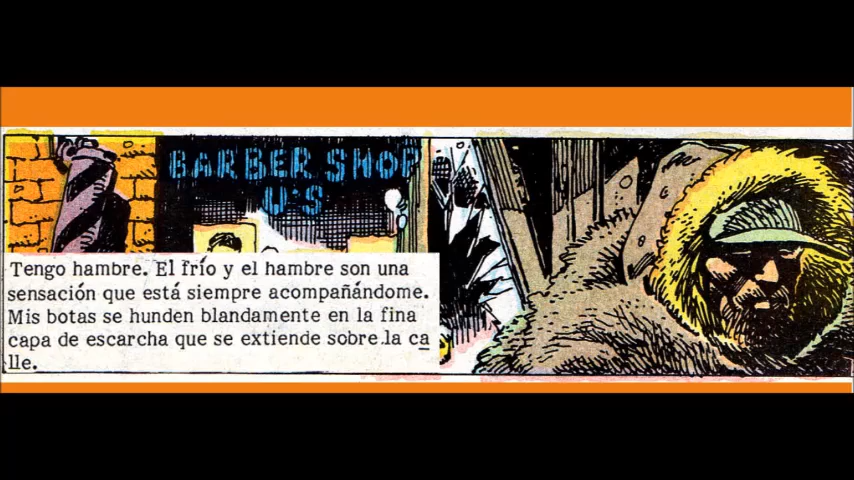 BARBER SHOP
U'S
Tengo hambre. El frío y el hambre son una
sensación que está siempre acompañándome.
Mis botas se hunden blandamente en la fina
capa de escarcha que se extiende sobre la ca
lle.